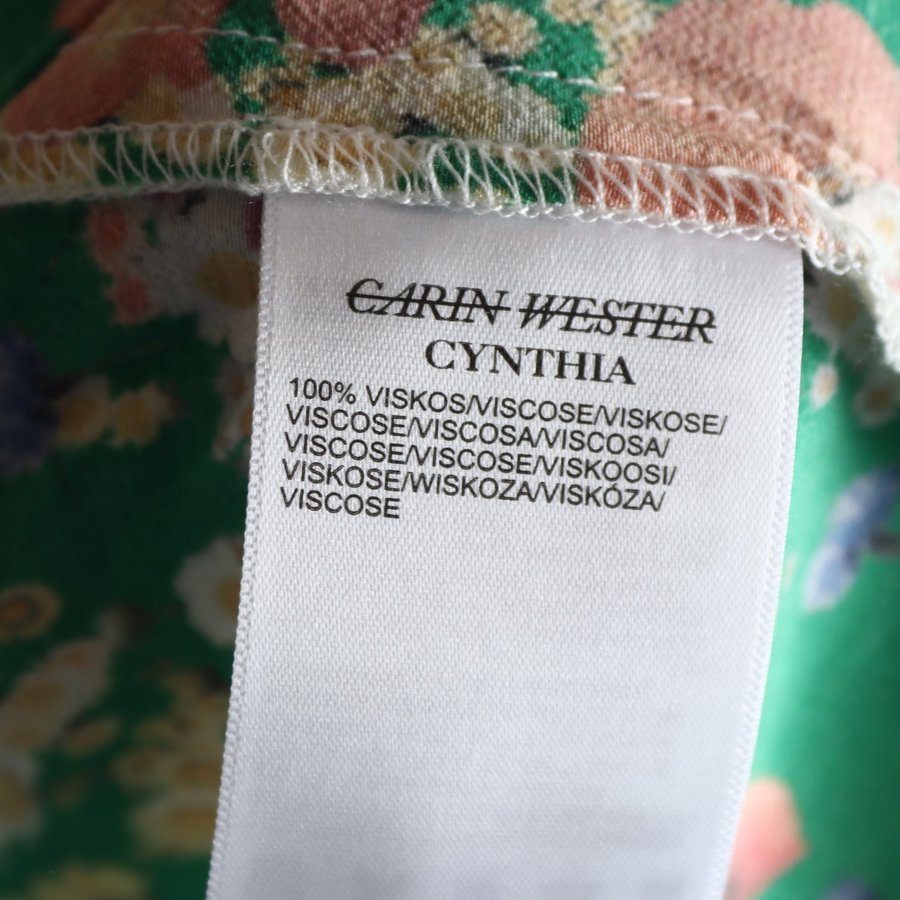 CARIN WESTER
CYNTHIA
100% VISKOS/VISCOSE/VISKOSE/
VISCOSE/VISCOSA/VISCOSA/
VISCOSE/VISCOSE/VISKOOSI/
VISKOSE/WISKOZA/VISKÓZA/
VISCOSE